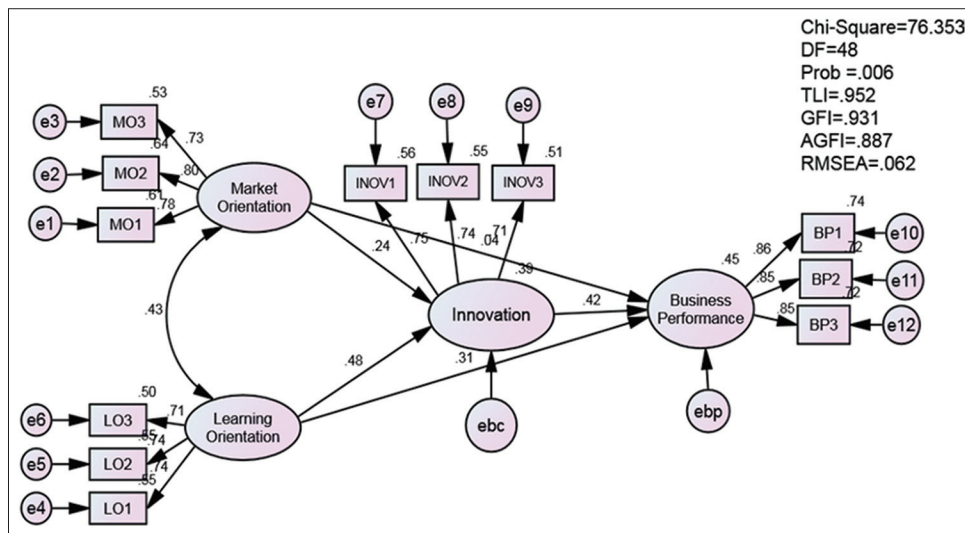 Chi-Square=76.353
DF=48
Prob =.006
TLI=.952
GFI=.931
AGFI=.887
RMSEA=.062
e3
MO3
.53
.73
e2
MO2
.64
.80
e1
MO1
.61
.78
Market
Orientation
e7
e8
e9
INOV1
.56
INOV2
.55
INOV3
.51
.75
.74
.71
.04
.24
.39
Innovation
.43
.48
.42
.31
ebc
.45
Business
Performance
ebp
.86
BP1
.74
e10
.85
BP2
.72
e11
.85
BP3
.72
e12
e6
LO3
.50
.71
e5
LO2
.55
.74
e4
LO1
.55
.74
Learning
Orientation